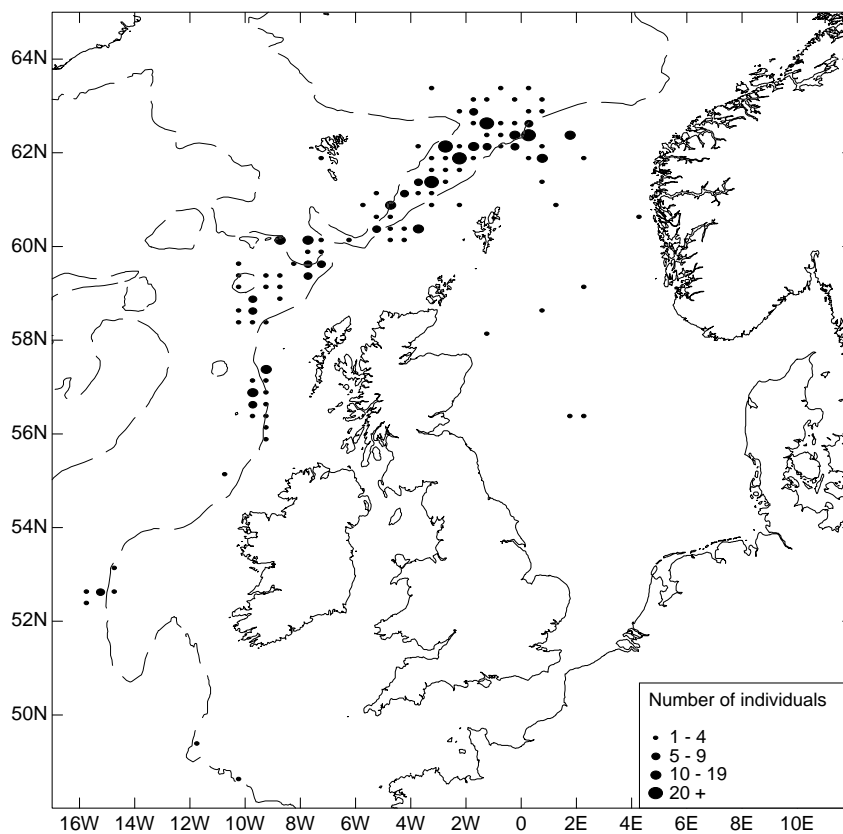 64N
62N
60N
58N
56N
54N
52N
50N
Number of individuals
1 - 4
5 - 9
10 - 19
20 +
16W 14W 12W 10W 8W 6W 4W 2W 0 2E 4E 6E 8E 10E